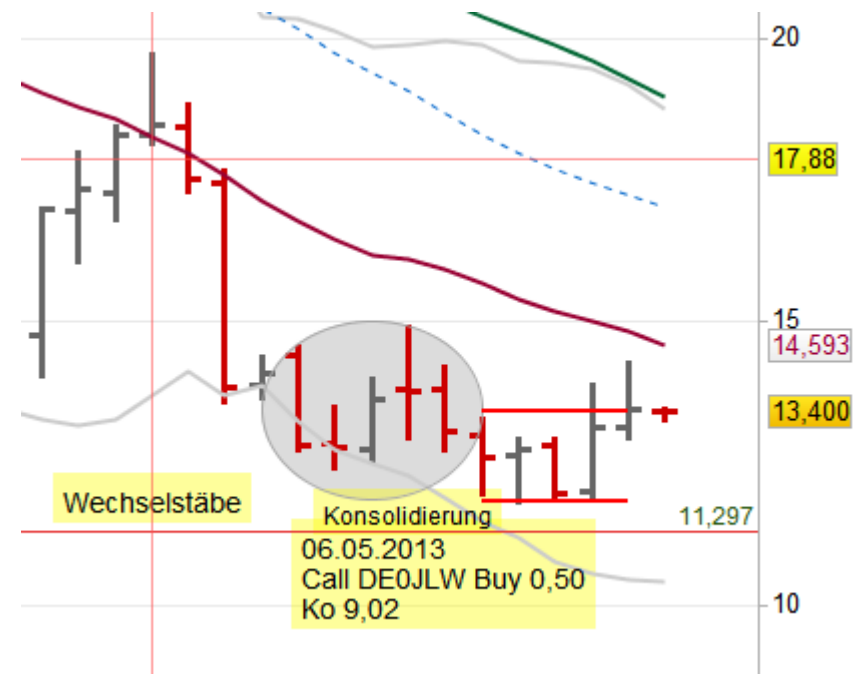 20
17,88
15
14,593
13,400
Wechselstäbe
Konsolidierung
11,297
06.05.2013
Call DE0JLW Buy 0,50
Ko 9,02
10